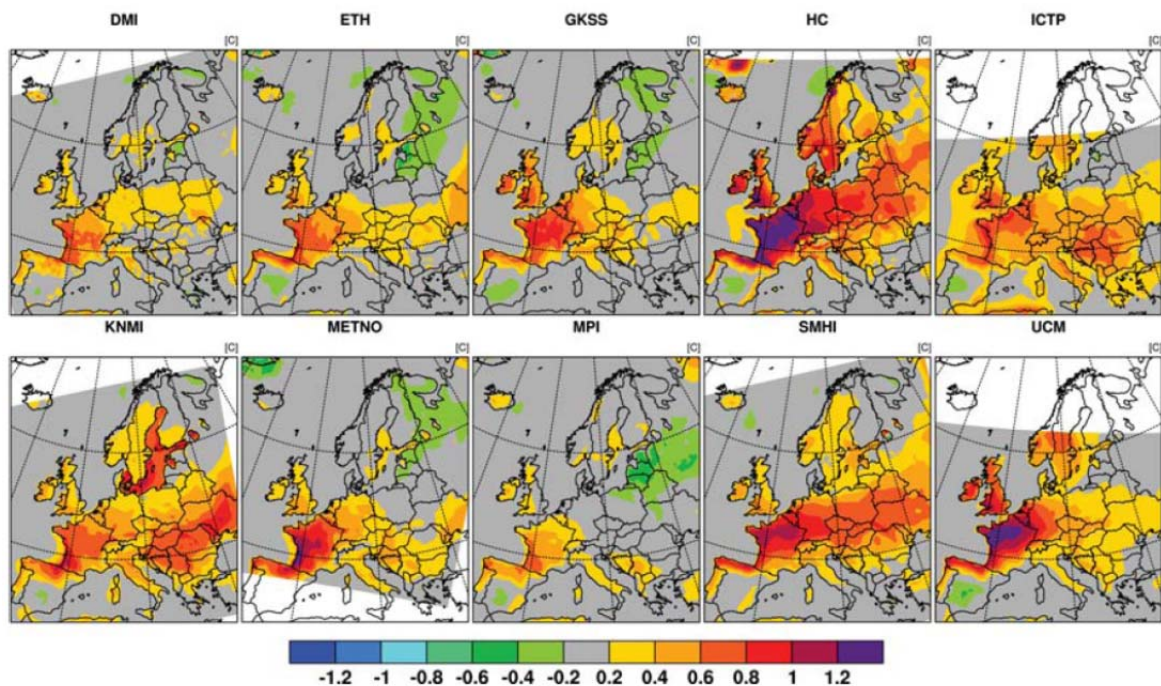 DMI ETH GKSS HC ICTP
[C] [C] [C] [C] [C]
KNMI METNO MPI SMHI UCM
[C] [C] [C] [C] [C]
-1.2 -1 -0.8 -0.6 -0.4 -0.2 0.2 0.4 0.6 0.8 1 1.2